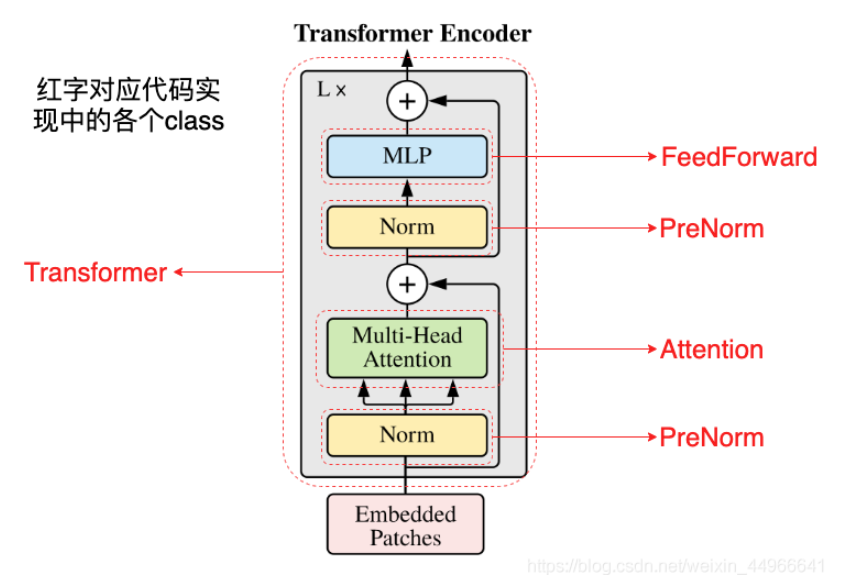 Transformer Encoder
红字对应代码实
现中的各个class
L ×
+
MLP
FeedForward
Norm
PreNorm
Transformer
+
Multi-Head
Attention
Attention
Norm
PreNorm
Embedded
Patches
https://blog.csdn.net/weixin_44966641